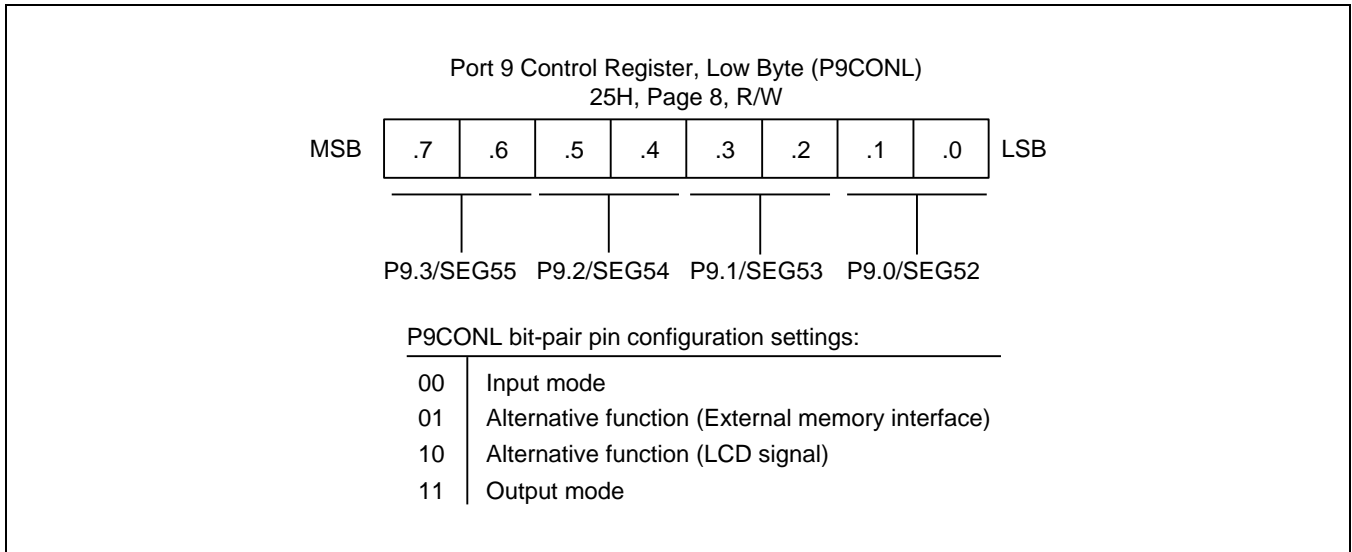 Port 9 Control Register, Low Byte (P9CONL)
25H, Page 8, R/W
MSB .7 .6 .5 .4 .3 .2 .1 .0 LSB
P9.3/SEG55 P9.2/SEG54 P9.1/SEG53 P9.0/SEG52
P9CONL bit-pair pin configuration settings:
00 Input mode
01 Alternative function (External memory interface)
10 Alternative function (LCD signal)
11 Output mode